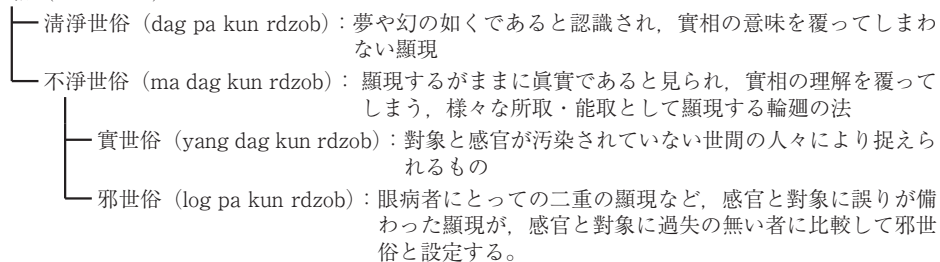 清淨世俗（dag pa kun rdzob）：夢や幻の如くであると認識され，實相の意味を覆ってしまわ
ない顯現
不淨世俗（ma dag kun rdzob）： 顯現するがままに眞實であると見られ，實相の理解を覆って
しまう，様々な所取・能取として顯現する輪廻の法
實世俗（yang dag kun rdzob）：對象と感官が汚染されていない世閒の人々により捉えら
れるもの
邪世俗（log pa kun rdzob）：眼病者にとっての二重の顯現など，感官と對象に誤りが備
わった顯現が，感官と對象に過失の無い者に比較して邪世
俗と設定する。